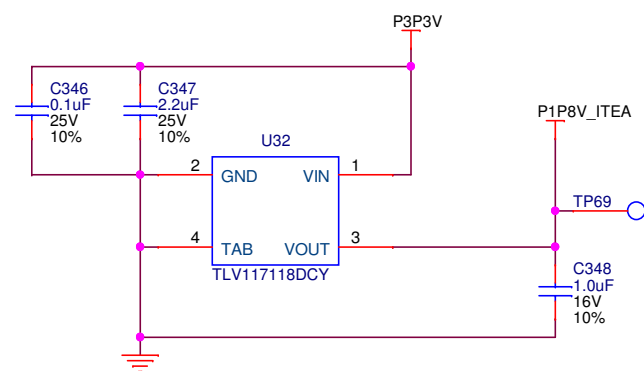 P3P3V
C346
0.1uF
25V
10%
C347
2.2uF
25V
10%
P1P8V_ITEA
U32
2
GND
VIN
1
TP69
4
TAB
VOUT
3
TLV117118DCY
C348
1.0uF
16V
10%